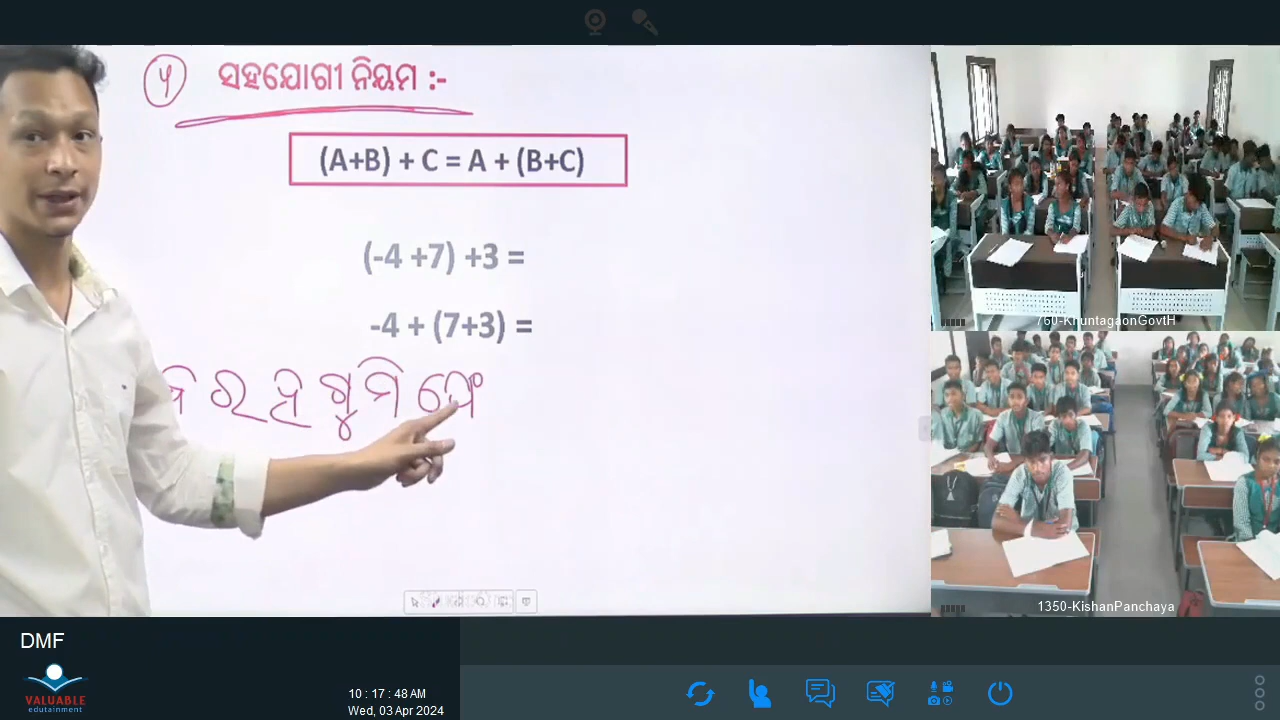 ୪ ସହଯୋଗୀ ନିୟମ :-
(A+B) + C = A + (B+C)
(-4 +7) +3 =
-4 + (7+3) =
ବି ର ହ ଗୁ ମି
760-KhuntagaonGovtH
1350-KishanPanchaya
DMF
VALUABLE
edutainment
10 : 17 : 48 AM
Wed, 03 Apr 2024